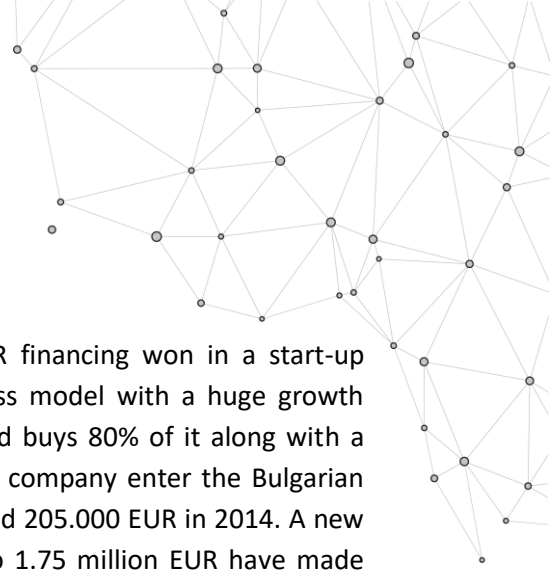 R financing won in a start-up
ss model with a huge growth
d buys 80% of it along with a
company enter the Bulgarian
d 205.000 EUR in 2014. A new
o 1.75 million EUR have made